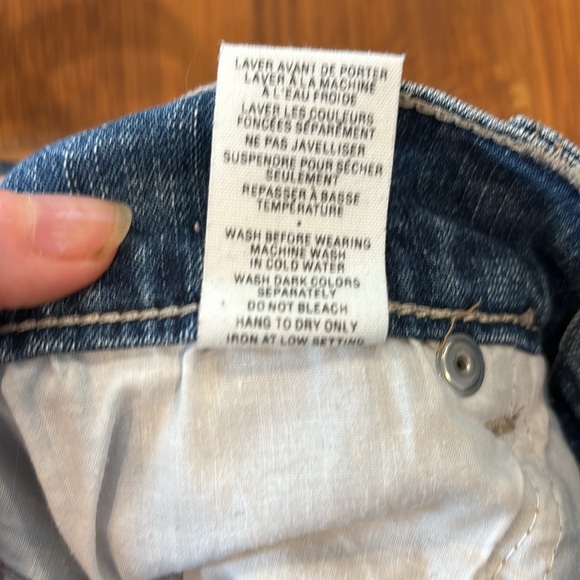 LAVER AVANT DE PORTER
LAVER À LA MACHINE
À L'EAU FROIDE
LAVER LES COULEURS
FONCÉES SÉPAREMENT
NE PAS JAVELLISER
SUSPENDRE POUR SÉCHER
SEULEMENT
REPASSER À BASSE
TEMPÉRATURE
•
WASH BEFORE WEARING
MACHINE WASH
IN COLD WATER
WASH DARK COLORS
SEPARATELY
DO NOT BLEACH
HANG TO DRY ONLY
IRON AT LOW SETTING